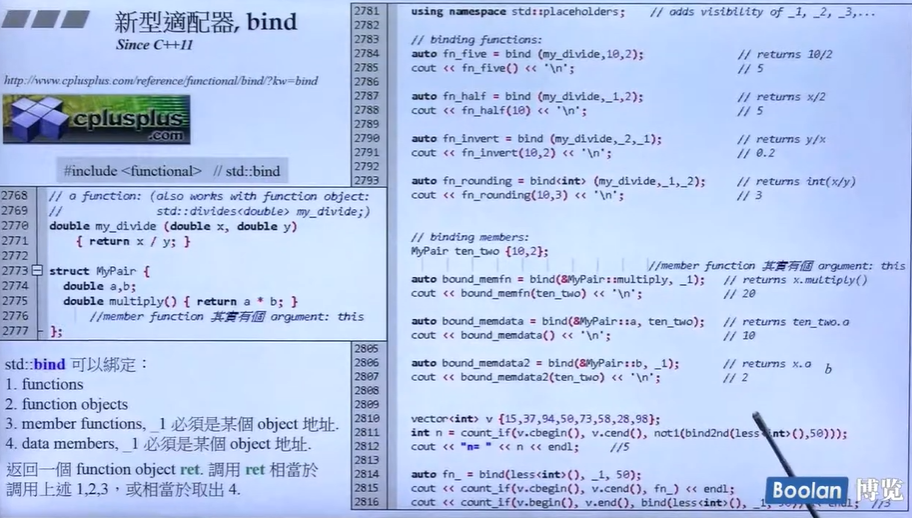 新型適配器, bind
Since C++11
http://www.cplusplus.com/reference/functional/bind/?kw=bind
cplusplus
.com
#include <functional> // std::bind
2768 // a function: (also works with function object:
2769 // std::divides<double> my_divide;)
2770 double my_divide (double x, double y)
2771 { return x / y; }
2772
2773 struct MyPair {
2774 double a,b;
2775 double multiply() { return a * b; }
2776 //member function 其實有個 argument: this
2777 };
std::bind 可以綁定：
1. functions
2. function objects
3. member functions, _1 必須是某個 object 地址.
4. data members, _1 必須是某個 object 地址.
返回一個 function object ret. 調用 ret 相當於
調用上述 1,2,3，或相當於取出 4.
2781 using namespace std::placeholders; // adds visibility of _1, _2, _3,...
2782
2783 // binding functions:
2784 auto fn_five = bind (my_divide,10,2); // returns 10/2
2785 cout << fn_five() << '\n'; // 5
2786
2787 auto fn_half = bind (my_divide,_1,2); // returns x/2
2788 cout << fn_half(10) << '\n'; // 5
2789
2790 auto fn_invert = bind (my_divide,_2,_1); // returns y/x
2791 cout << fn_invert(10,2) << '\n'; // 0.2
2792
2793 auto fn_rounding = bind<int> (my_divide,_1,_2); // returns int(x/y)
cout << fn_rounding(10,3) << '\n'; // 3
// binding members:
MyPair ten_two {10,2};
//member function 其實有個 argument: this
auto bound_memfn = bind(&MyPair::multiply, _1); // returns x.multiply()
cout << bound_memfn(ten_two) << '\n'; // 20
auto bound_memdata = bind(&MyPair::a, ten_two); // returns ten_two.a
cout << bound_memdata() << '\n'; // 10
2805
2806 auto bound_memdata2 = bind(&MyPair::b, _1); // returns x.a b
2807 cout << bound_memdata2(ten_two) << '\n'; // 2
2808
2809
2810 vector<int> v {15,37,94,50,73,58,28,98};
2811 int n = count_if(v.cbegin(), v.cend(), not1(bind2nd(less<int>(),50)));
2812 cout << "n= " << n << endl; //5
2813
2814 auto fn_ = bind(less<int>(), _1, 50);
2815 cout << count_if(v.cbegin(), v.cend(), fn_) << endl;
2816 cout << count_if(v.begin(), v.end(), bind(less<int>(), _1, << endl; //3
Boolan 博览